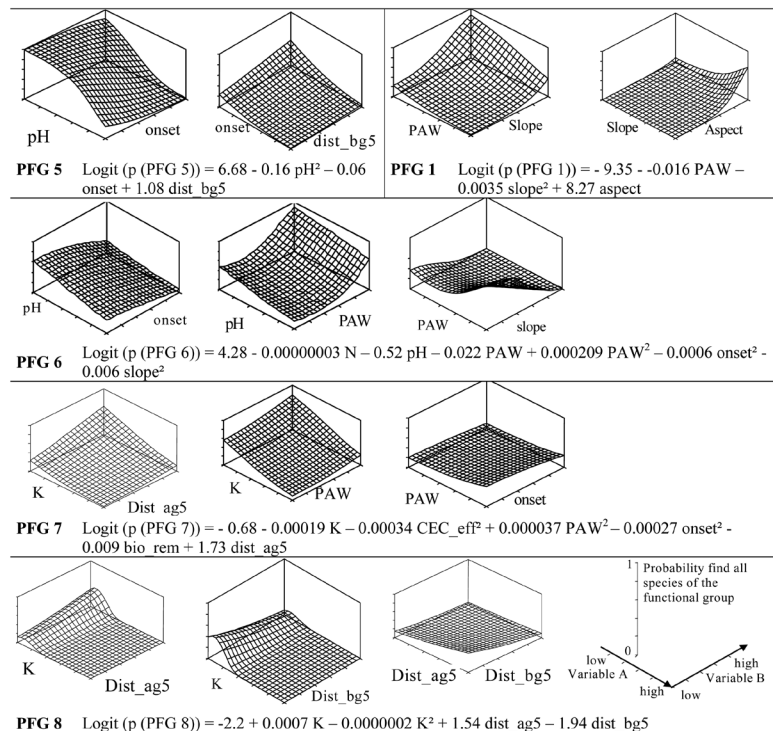 pH
onset
onset
dist_bg5
PAW
Slope
Slope
Aspect
PFG 5 Logit (p (PFG 5)) = 6.68 - 0.16 pH² – 0.06
onset + 1.08 dist_bg5
PFG 1 Logit (p (PFG 1)) = - 9.35 - -0.016 PAW –
0.0035 slope² + 8.27 aspect
pH
onset
pH
PAW
PAW
slope
PFG 6 Logit (p (PFG 6)) = 4.28 - 0.00000003 N – 0.52 pH – 0.022 PAW + 0.000209 PAW² – 0.0006 onset² -
0.006 slope²
K
Dist_ag5
K
PAW
PAW
onset
PFG 7 Logit (p (PFG 7)) = - 0.68 - 0.00019 K – 0.00034 CEC_eff² + 0.000037 PAW² – 0.00027 onset² -
0.009 bio_rem + 1.73 dist_ag5
K
Dist_ag5
K
Dist_bg5
Dist_ag5
Dist_bg5
1
Probability find all
species of the
functional group
0
low
Variable A
high
low
high
Variable B
PFG 8 Logit (p (PFG 8)) = -2.2 + 0.0007 K – 0.0000002 K² + 1.54 dist_ag5 – 1.94 dist_bg5